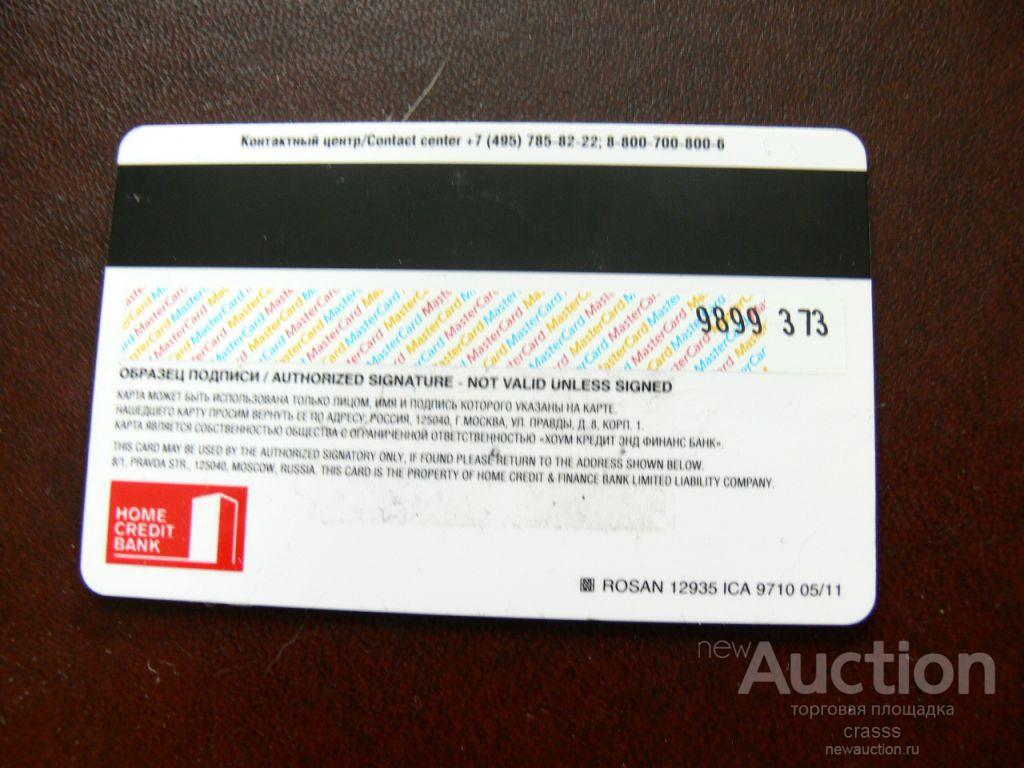 Контактный центр/Contact center +7 (495) 785-82-22; 8-800-700-800-6
9899 373
ОБРАЗЕЦ ПОДПИСИ / AUTHORIZED SIGNATURE - NOT VALID UNLESS SIGNED
КАРТА МОЖЕТ БЫТЬ ИСПОЛЬЗОВАНА ТОЛЬКО ЛИЦОМ, ИМЯ И ПОДПИСЬ КОТОРОГО УКАЗАНЫ НА КАРТЕ.
НАШЕДШЕГО КАРТУ ПРОСИМ ВЕРНУТЬ ЕЕ ПО АДРЕСУ: РОССИЯ, 125040, Г. МОСКВА, УЛ. ПРАВДЫ, Д. 8, КОРП. 1.
КАРТА ЯВЛЯЕТСЯ СОБСТВЕННОСТЬЮ ОБЩЕСТВА С ОГРАНИЧЕННОЙ ОТВЕТСТВЕННОСТЬЮ «ХОУМ КРЕДИТ ЭНД ФИНАНС БАНК».
THIS CARD MAY BE USED BY THE AUTHORIZED SIGNATORY ONLY, IF FOUND PLEASE RETURN TO THE ADDRESS SHOWN BELOW.
8/1, PRAVDA STR., 125040, MOSCOW, RUSSIA. THIS CARD IS THE PROPERTY OF HOME CREDIT & FINANCE BANK LIMITED LIABILITY COMPANY.
HOME
CREDIT
BANK
ROSAN 12935 ICA 9710 05/11
newAuction
торговая площадка
crasss
newauction.ru